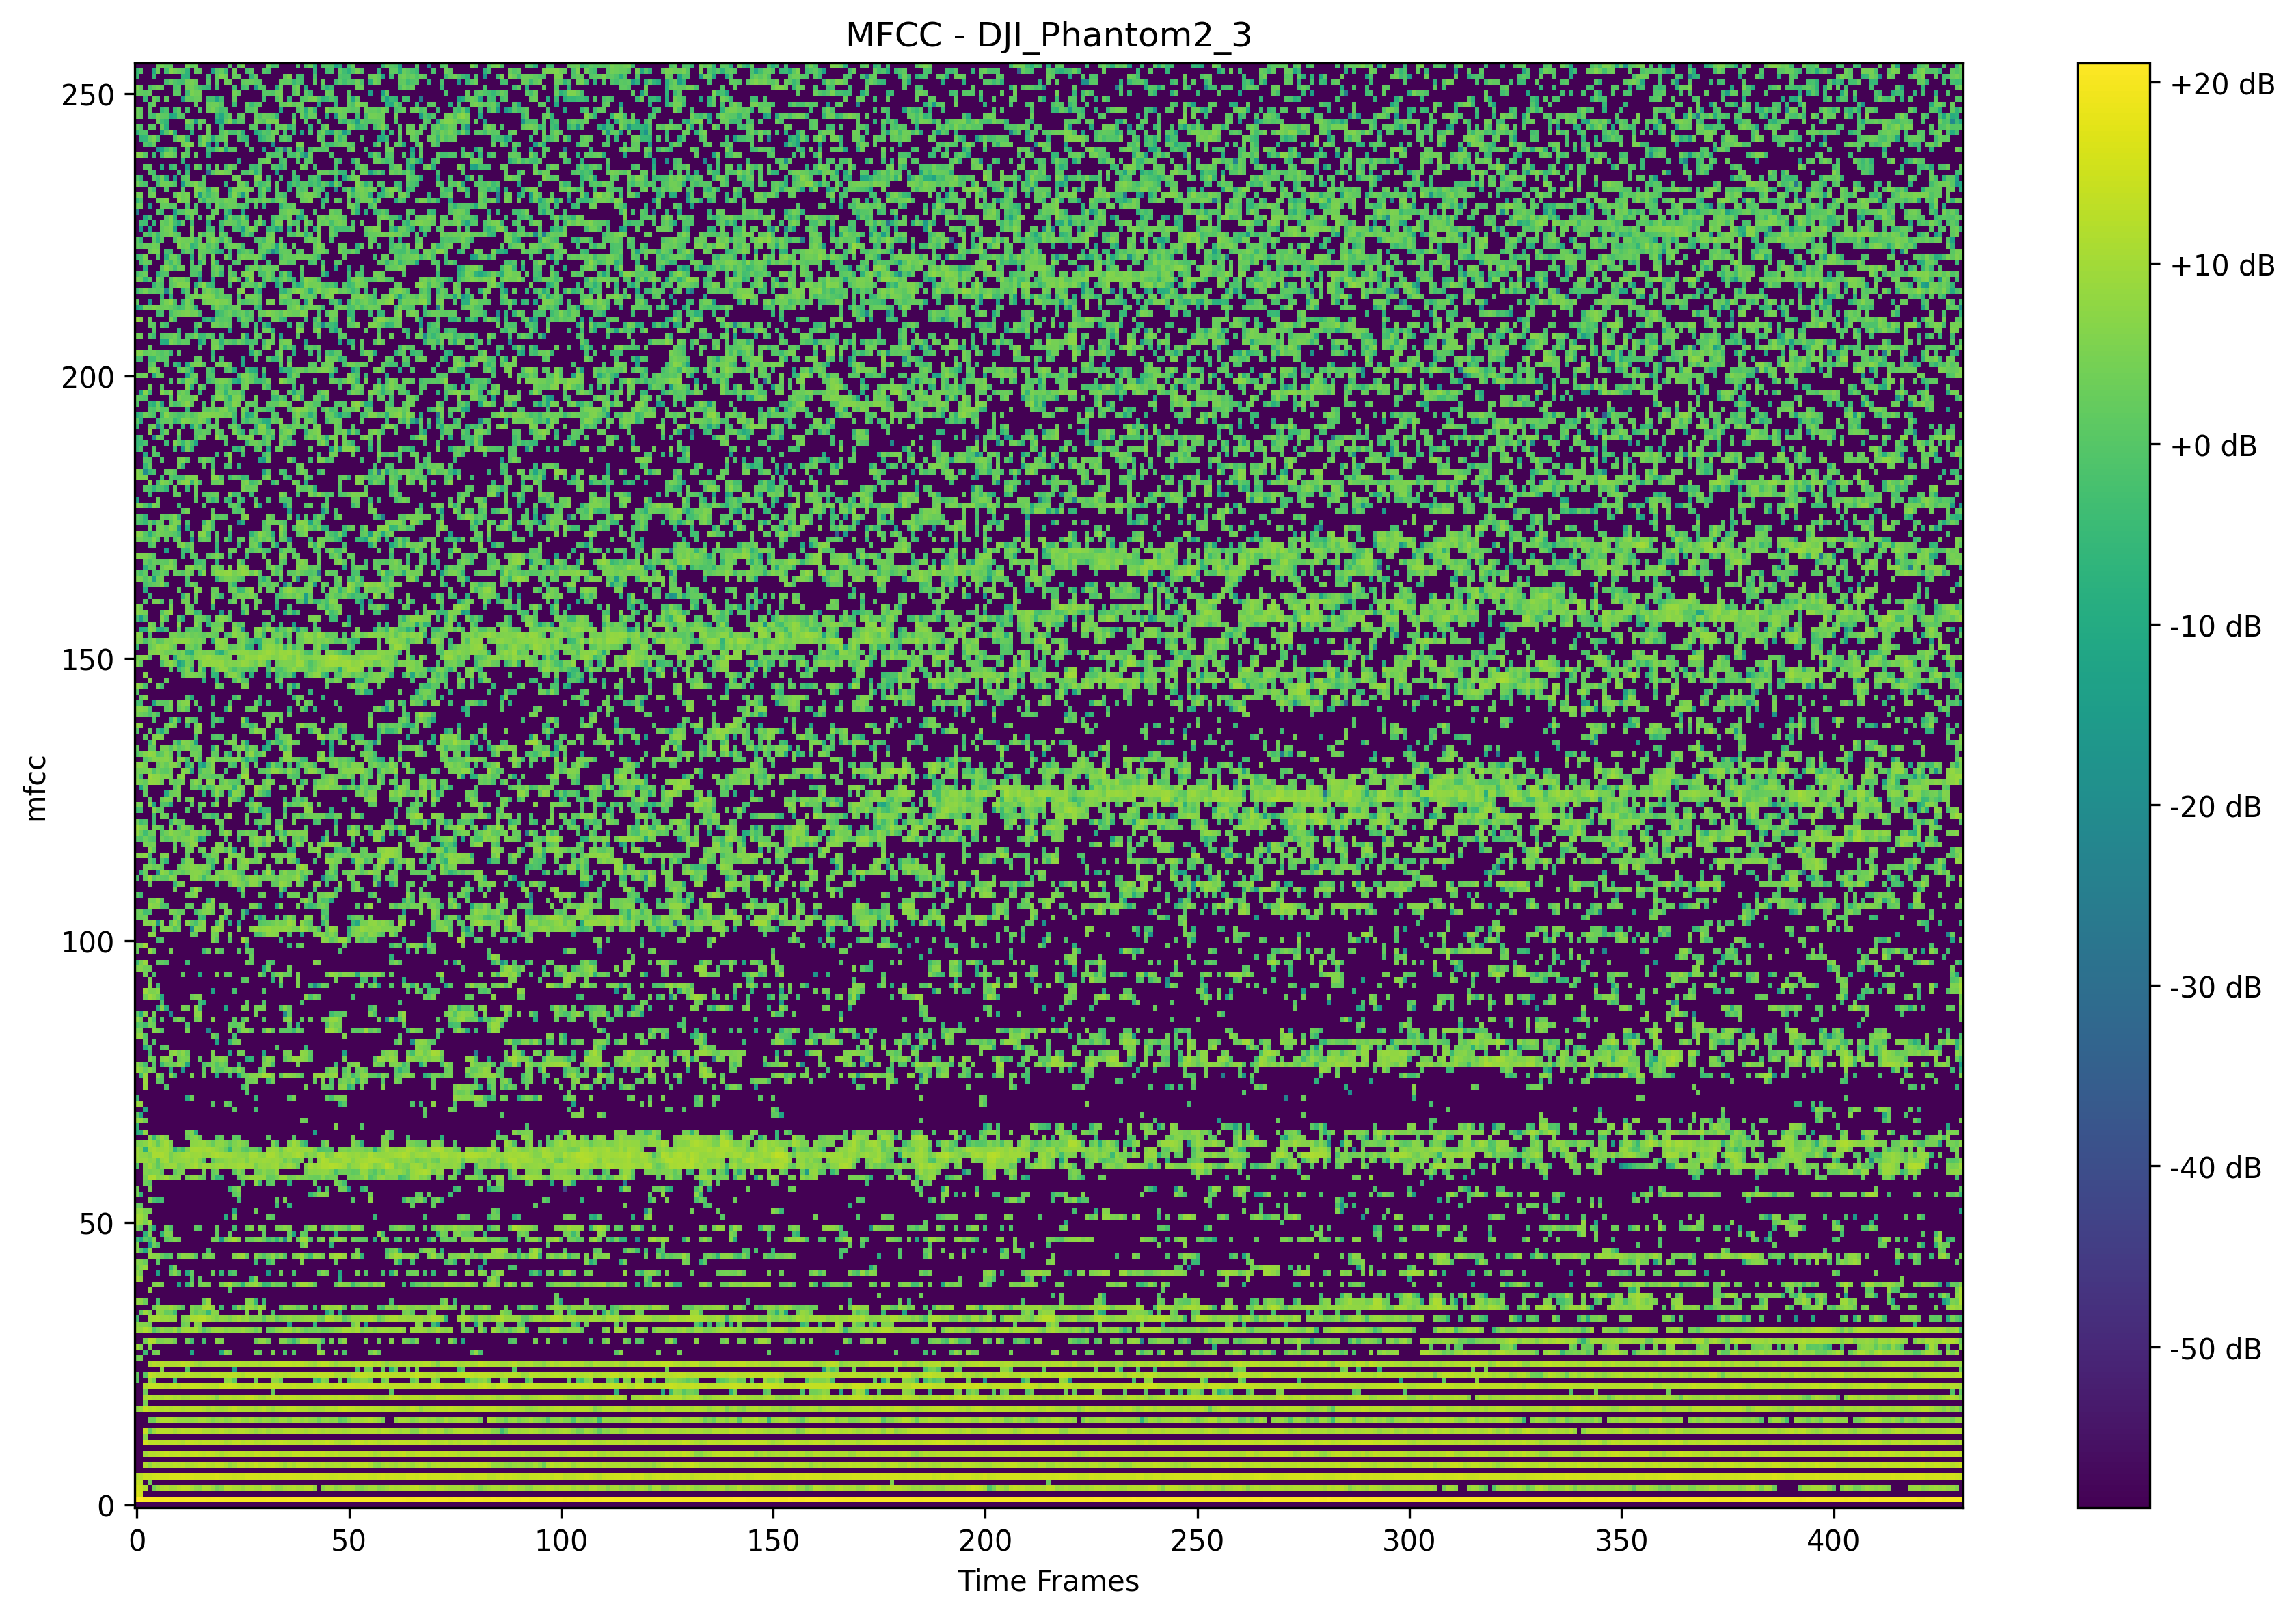 MFCC - DJI_Phantom2_3
250
200
150
100
50
0
mfcc
0 50 100 150 200 250 300 350 400
Time Frames
+20 dB
+10 dB
+0 dB
-10 dB
-20 dB
-30 dB
-40 dB
-50 dB